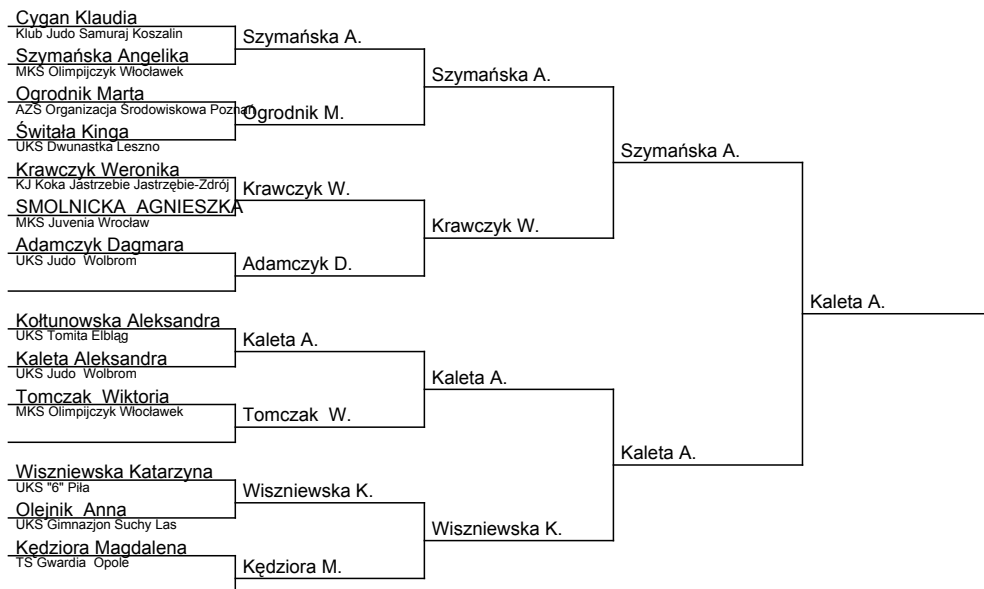 Cygan Klaudia
Klub Judo Samuraj Koszalin
Szymańska A.
Szymańska Angelika
MKS Olimpijczyk Włocławek
Szymańska A.
Ogrodnik Marta
AZS Organizacja Środowiskowa Poznań
Ogrodnik M.
Świtała Kinga
UKS Dwunastka Leszno
Szymańska A.
Krawczyk Weronika
KJ Koka Jastrzebie Jastrzębie-Zdrój
Krawczyk W.
SMOLNICKA  AGNIESZKA
MKS Juvenia Wrocław
Krawczyk W.
Adamczyk Dagmara
UKS Judo  Wolbrom
Adamczyk D.
Kaleta A.
Kołtunowska Aleksandra
UKS Tomita Elbląg
Kaleta A.
Kaleta Aleksandra
UKS Judo  Wolbrom
Kaleta A.
Tomczak  Wiktoria
MKS Olimpijczyk Włocławek
Tomczak  W.
Kaleta A.
Wiszniewska Katarzyna
UKS "6" Piła
Wiszniewska K.
Olejnik  Anna
UKS Gimnazjon Suchy Las
Wiszniewska K.
Kędziora Magdalena
TS Gwardia  Opole
Kędziora M.